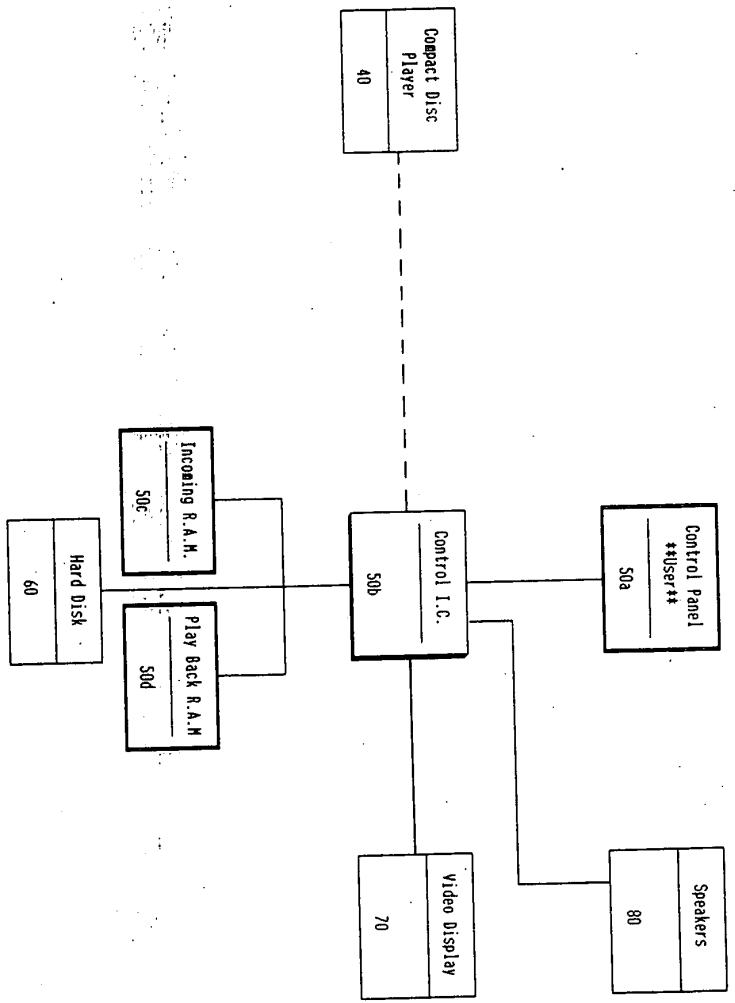 Control Panel
**User**
50a
Speakers
80
Compact Disc
Player
40
Control I.C.
50b
Video Display
70
Incoming R.A.M.
50c
Play Back R.A.M
50d
Hard Disk
60